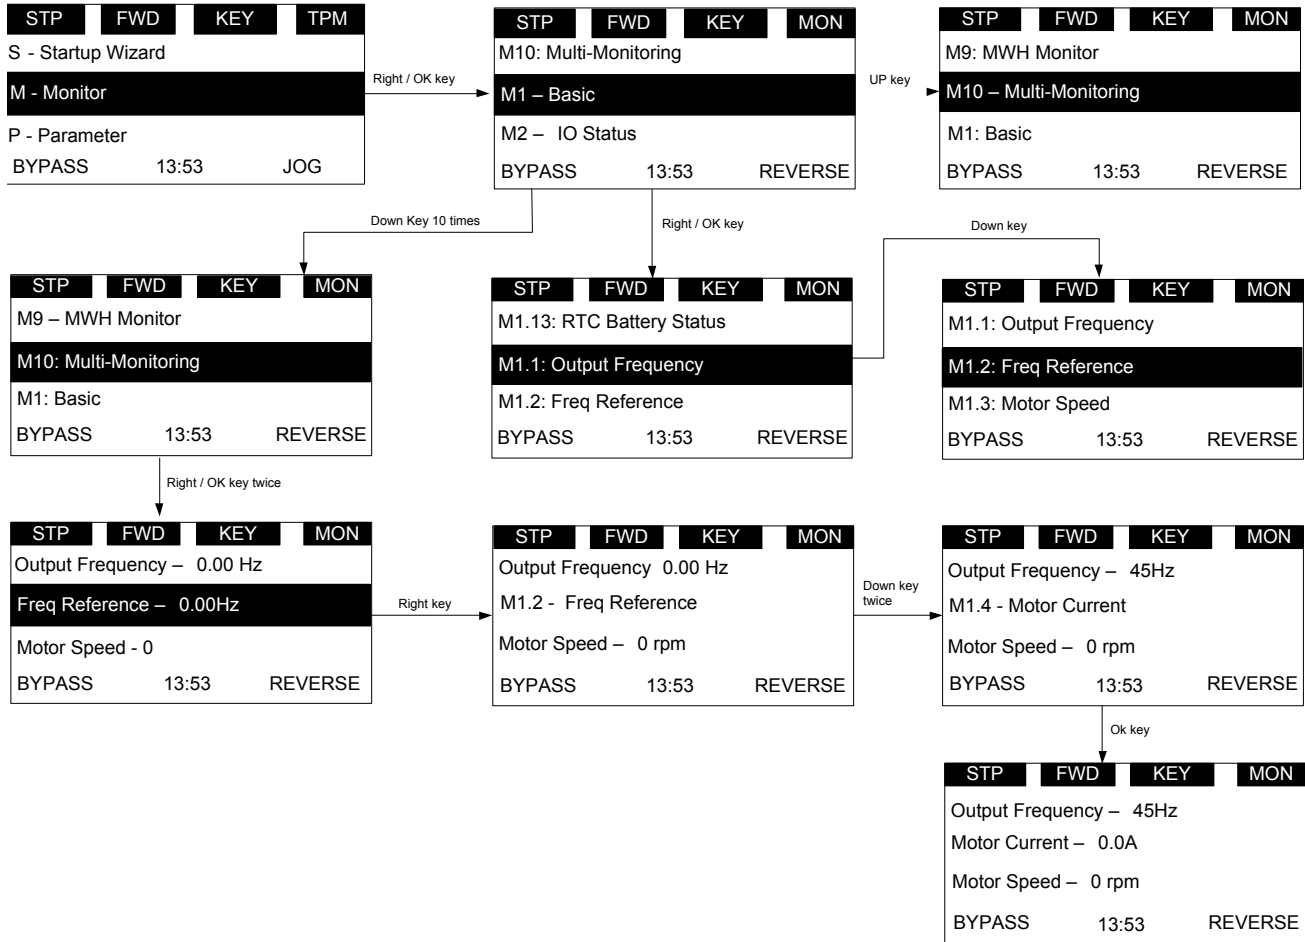 STP FWD KEY TPM
S - Startup Wizard
M - Monitor
P - Parameter
BYPASS 13:53 JOG
Right / OK key
STP FWD KEY MON
M10: Multi-Monitoring
M1 – Basic
M2 – IO Status
BYPASS 13:53 REVERSE
UP key
STP FWD KEY MON
M9: MWH Monitor
M10 – Multi-Monitoring
M1: Basic
BYPASS 13:53 REVERSE
Down Key 10 times
Right / OK key
Down key
STP FWD KEY MON
M9 – MWH Monitor
M10: Multi-Monitoring
M1: Basic
BYPASS 13:53 REVERSE
STP FWD KEY MON
M1.13: RTC Battery Status
M1.1: Output Frequency
M1.2: Freq Reference
BYPASS 13:53 REVERSE
STP FWD KEY MON
M1.1: Output Frequency
M1.2: Freq Reference
M1.3: Motor Speed
BYPASS 13:53 REVERSE
Right / OK key twice
STP FWD KEY MON
Output Frequency – 0.00 Hz
Freq Reference – 0.00Hz
Motor Speed - 0
BYPASS 13:53 REVERSE
Right key
STP FWD KEY MON
Output Frequency 0.00 Hz
M1.2 - Freq Reference
Motor Speed – 0 rpm
BYPASS 13:53 REVERSE
Down key
twice
STP FWD KEY MON
Output Frequency – 45Hz
M1.4 - Motor Current
Motor Speed – 0 rpm
BYPASS 13:53 REVERSE
Ok key
STP FWD KEY MON
Output Frequency – 45Hz
Motor Current – 0.0A
Motor Speed – 0 rpm
BYPASS 13:53 REVERSE